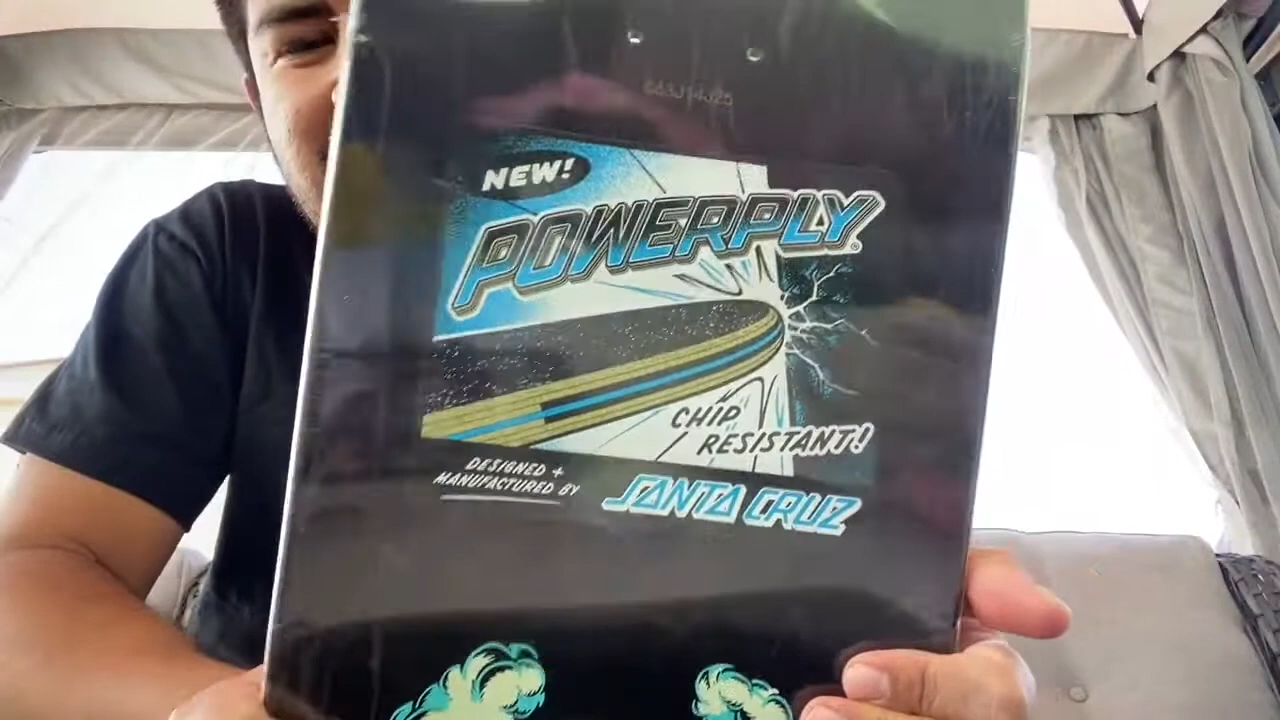 NEW!
POWERPLY®
CHIP
RESISTANT!
DESIGNED +
MANUFACTURED BY
SANTA CRUZ